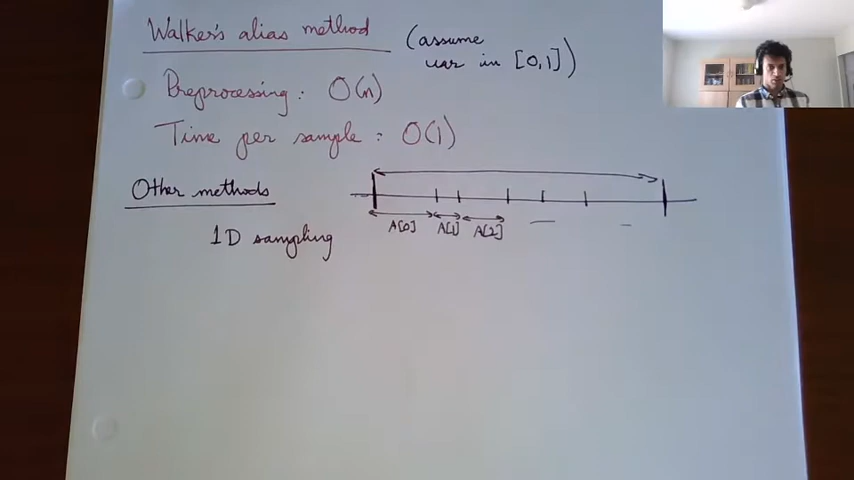 Walker's alias method
(assume
var in [0,1])
Preprocessing: O(n)
Time per sample: O(1)
Other methods
A[0] A[1] A[2]
1D sampling